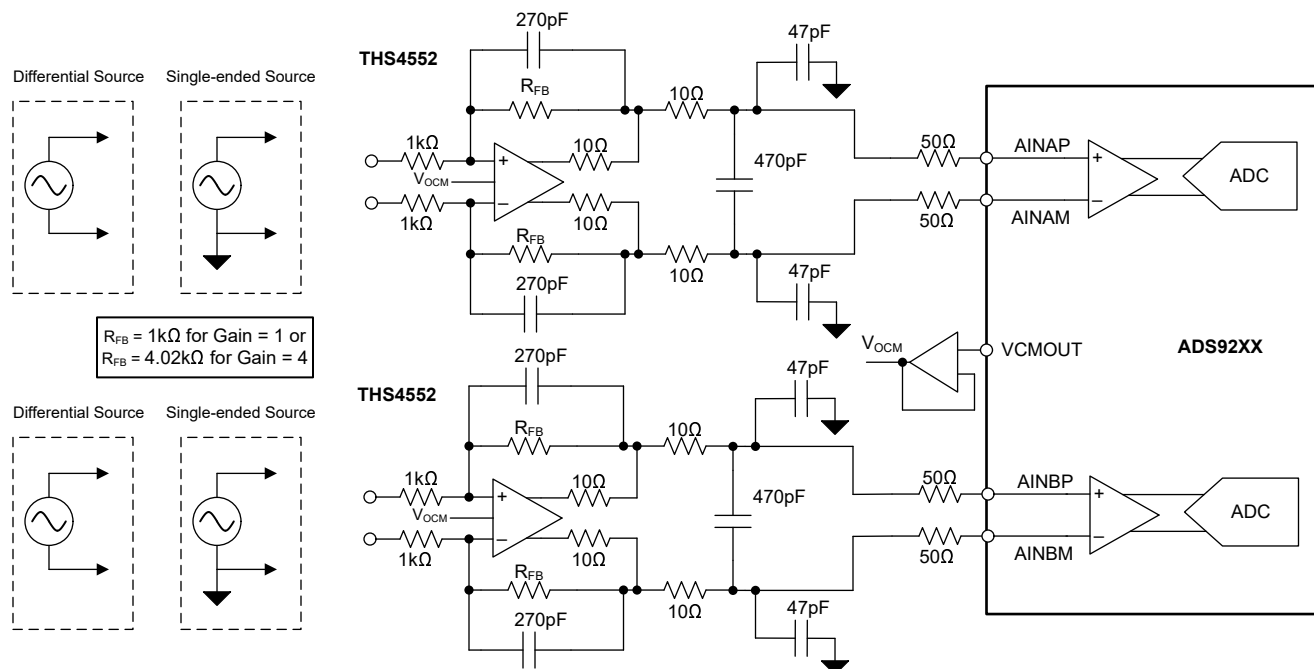 270pF
47pF
THS4552
Differential Source
Single-ended Source
RFB
10Ω
1kΩ
+
10Ω
50Ω
AINAP
+
VOCM
470pF
ADC
−
−
1kΩ
10Ω
50Ω
AINAM
RFB
10Ω
47pF
270pF
RFB = 1kΩ for Gain = 1 or
RFB = 4.02kΩ for Gain = 4
VOCM
VCMOUT
ADS92XX
270pF
47pF
THS4552
Differential Source
Single-ended Source
RFB
10Ω
1kΩ
+
10Ω
50Ω
AINBP
+
VOCM
470pF
ADC
−
−
1kΩ
10Ω
50Ω
AINBM
RFB
10Ω
47pF
270pF